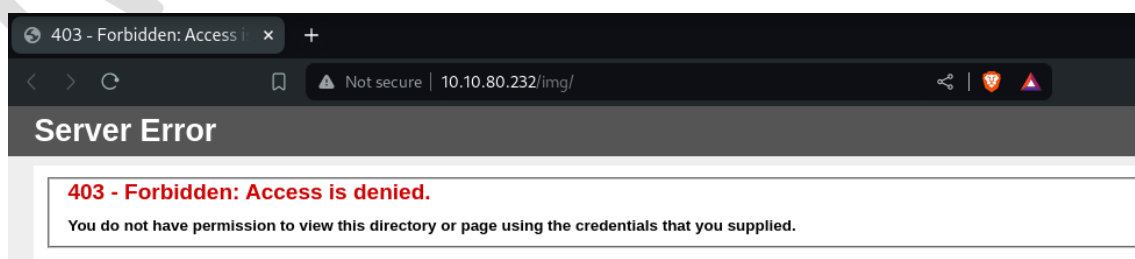 403 - Forbidden: Access i
Not secure | 10.10.80.232/img/
Server Error
403 - Forbidden: Access is denied.
You do not have permission to view this directory or page using the credentials that you supplied.